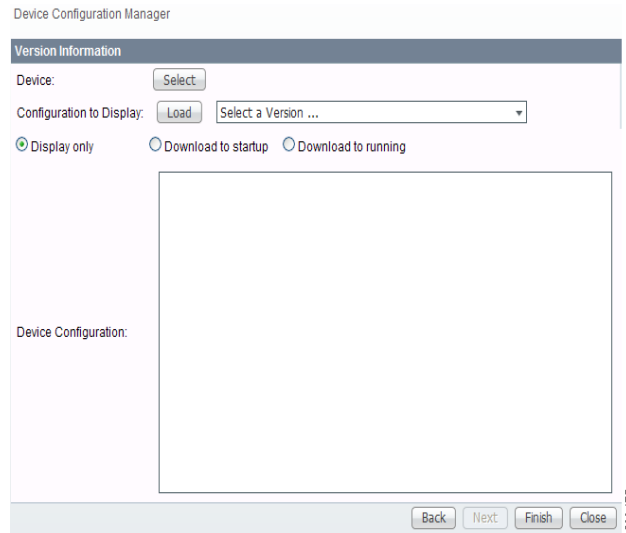 Device Configuration Manager
Version Information
Device: Select
Configuration to Display: Load Select a Version ...
Display only Download to startup Download to running
Device Configuration:
Back Next Finish Close